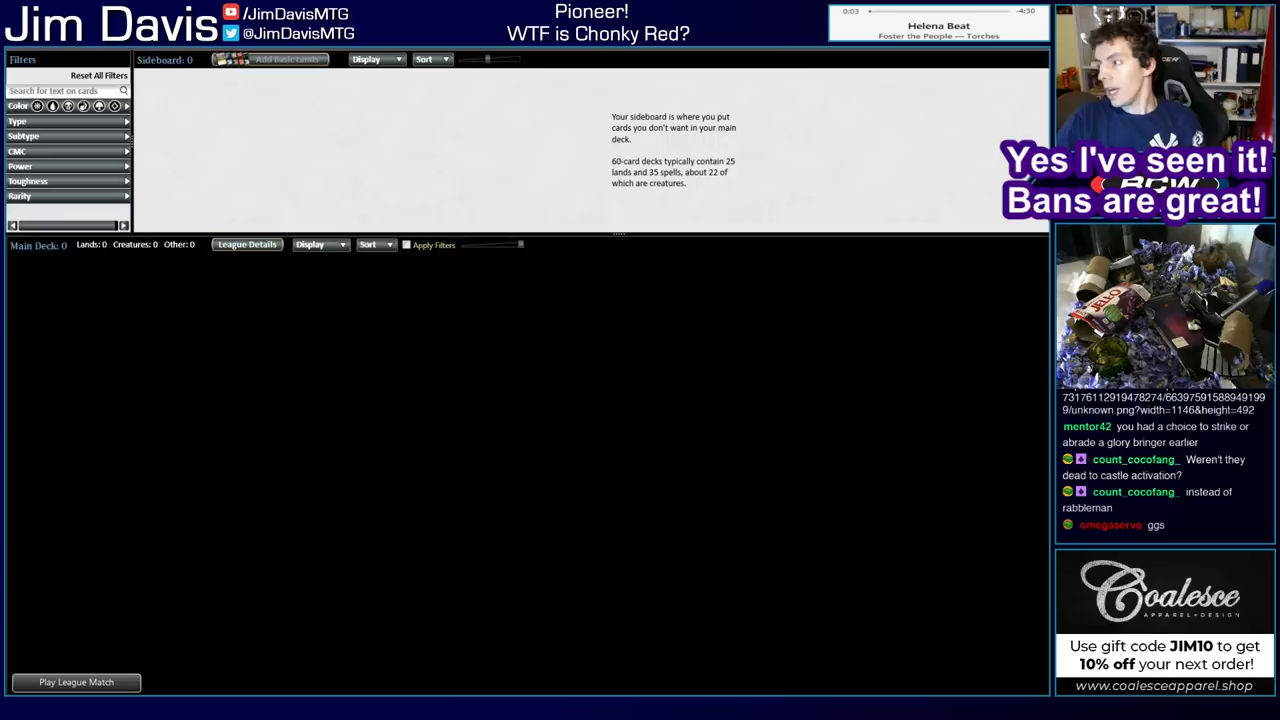 Jim Davis
/JimDavisMTG
@JimDavisMTG
Pioneer!
WTF is Chonky Red?
0:03
-4:30
Helena Beat
Foster the People — Torches
Filters
Reset All Filters
Search for text on cards
Color
Type
Subtype
CMC
Power
Toughness
Rarity
Sideboard: 0
Add Basic Lands
Display
Sort
Your sideboard is where you put
cards you don't want in your main
deck.
60-card decks typically contain 25
lands and 35 spells, about 22 of
which are creatures.
Main Deck: 0
Lands: 0
Creatures: 0
Other: 0
League Details
Display
Sort
Apply Filters
Play League Match
Yes I've seen it!
Bans are great!
JELL-O
73176112919478274/66397591588949199
9/unknown.png?width=1146&height=492
mentor42 you had a choice to strike or
abrade a glory bringer earlier
count_cocofang_ Weren't they
dead to castle activation?
count_cocofang_ instead of
rabbleman
omegaservo ggs
Coalesce
APPAREL+DESIGN
Use gift code JIM10 to get
10% off your next order!
www.coalesceapparel.shop